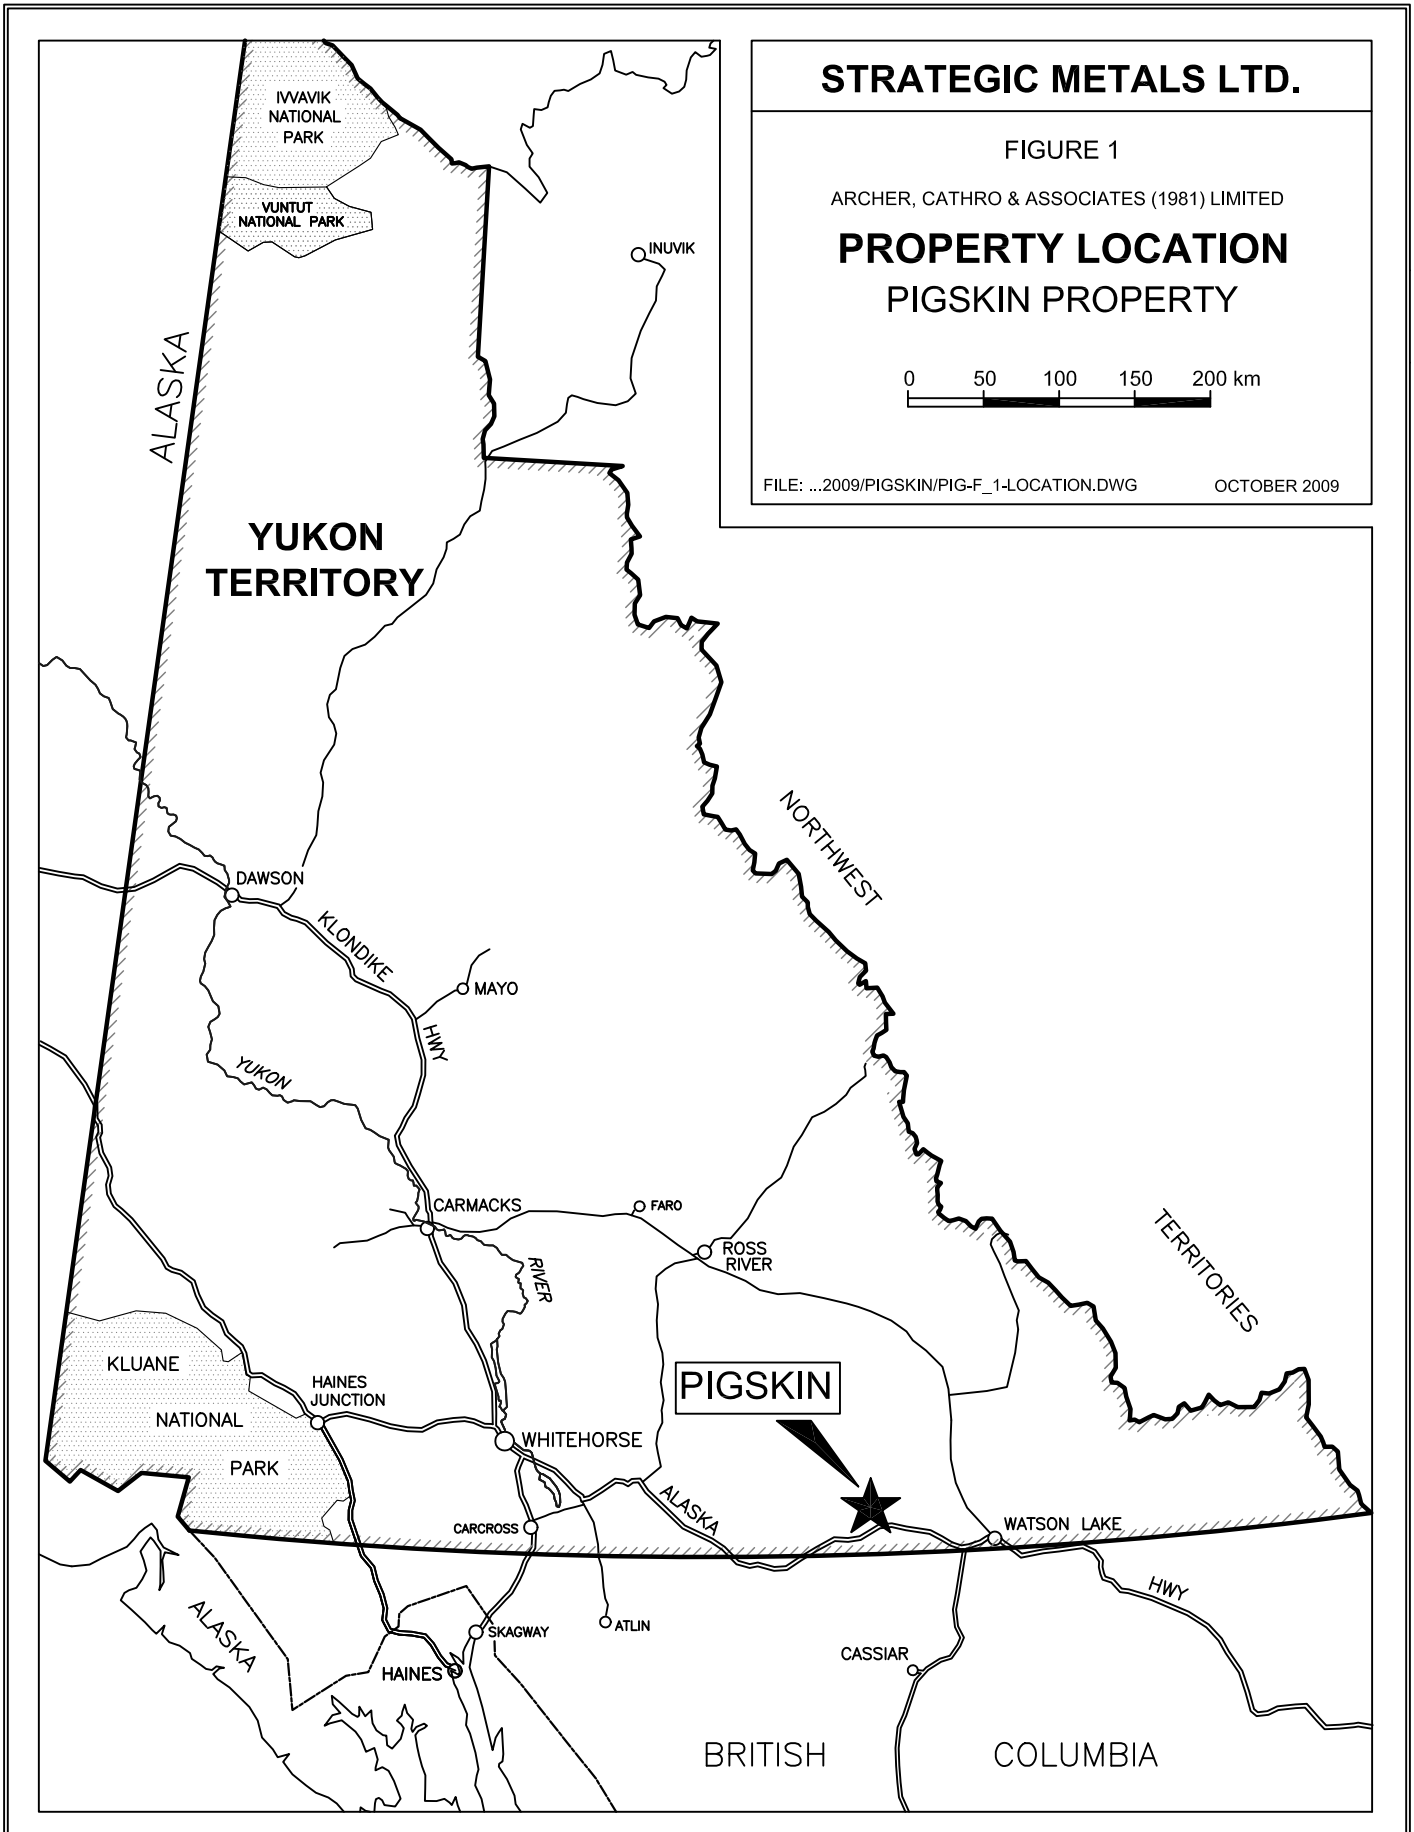 STRATEGIC METALS LTD.
FIGURE 1
ARCHER, CATHRO & ASSOCIATES (1981) LIMITED
PROPERTY LOCATION
PIGSKIN PROPERTY
0 50 100 150 200 km
FILE: ...2009/PIGSKIN/PIG-F_1-LOCATION.DWG OCTOBER 2009
IVVAVIK
NATIONAL
PARK
VUNTUT
NATIONAL PARK
INUVIK
ALASKA
YUKON
TERRITORY
NORTHWEST
TERRITORIES
DAWSON
KLONDIKE
HWY
MAYO
YUKON
RIVER
CARMACKS
FARO
ROSS
RIVER
KLUANE
NATIONAL
PARK
HAINES
JUNCTION
PIGSKIN
WHITEHORSE
ALASKA
HWY
CARCROSS
WATSON LAKE
ALASKA
SKAGWAY
ATLIN
HAINES
CASSIAR
BRITISH COLUMBIA